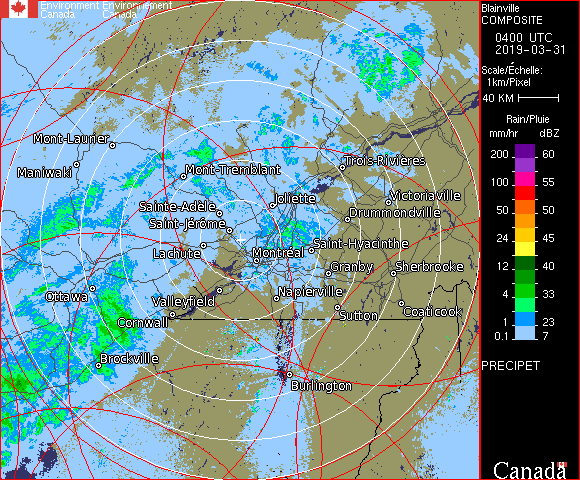 Environment Environnement
Canada Canada
Blainville
COMPOSITE
0400 UTC
2019-03-31
Scale/Échelle:
1km/Pixel
40 KM
Rain/Pluie
mm/hr dBZ
200 60
100 55
50 50
24 45
12 40
4 33
1 23
0.1 7
PRECIPET
Canada
Mont-Laurier
Maniwaki
Mont-Tremblant
Trois-Rivières
Sainte-Adèle
Joliette
Victoriaville
Saint-Jérôme
Drummondville
Lachute
Montréal
Saint-Hyacinthe
Granby
Sherbrooke
Ottawa
Valleyfield
Napierville
Cornwall
Sutton
Coaticook
Brockville
Burlington